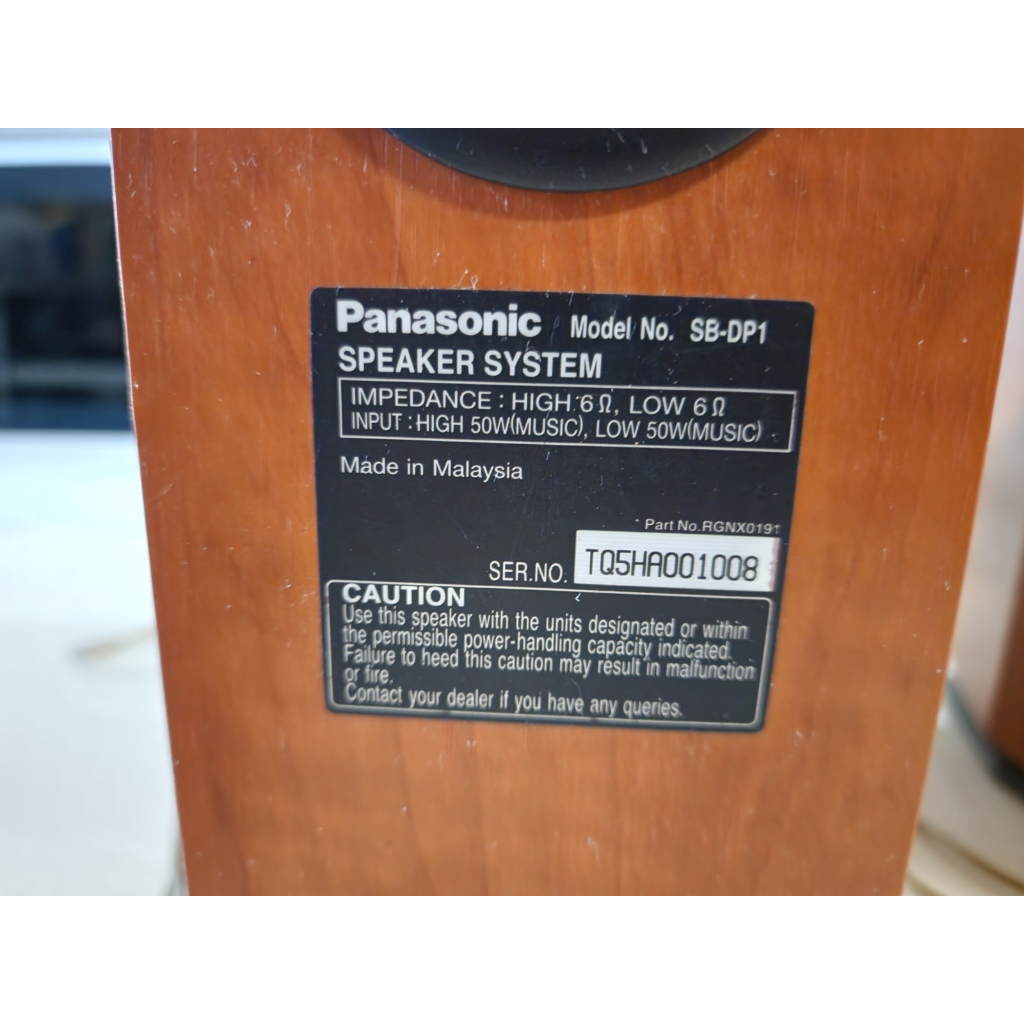 Panasonic Model No. SB-DP1
SPEAKER SYSTEM
IMPEDANCE : HIGH 6Ω, LOW 6Ω
INPUT : HIGH 50W(MUSIC), LOW 50W(MUSIC)
Made in Malaysia
Part No.RGNX0191
SER.NO. TQ5HA001008
CAUTION
Use this speaker with the units designated or within
the permissible power-handling capacity indicated.
Failure to heed this caution may result in malfunction
or fire.
Contact your dealer if you have any queries.